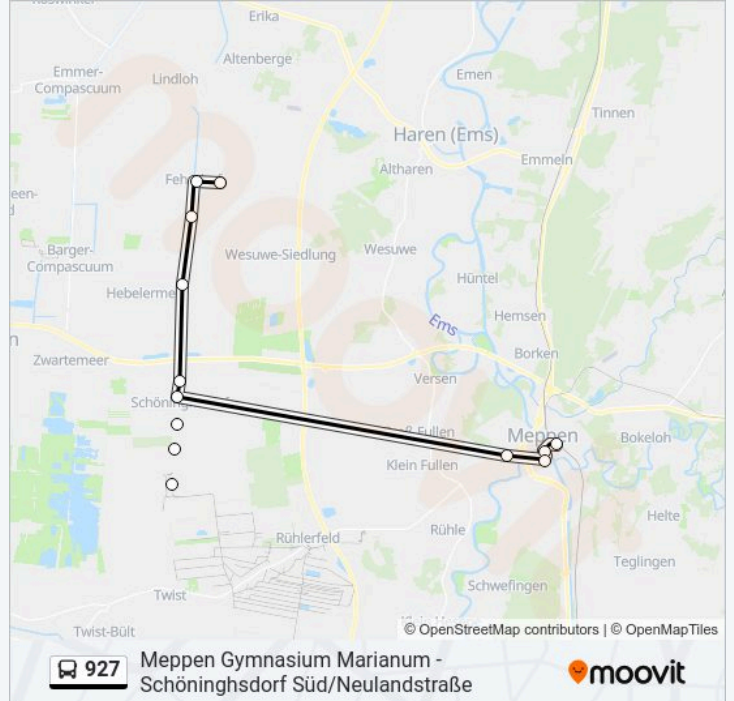 Erika
Altenberge
Emmer-
Compascuum
Lindloh
Emen
Tinnen
Haren (Ems)
Emmeln
Altharen
Barger-
Compascuum
Wesuwe-Siedlung
Wesuwe
Hebelerme
Hüntel
Hemsen
Ems
Borken
Zwartemeer
Versen
Schöning
Fullen
Meppen
Bokeloh
Klein Fullen
Helte
Rühlerfeld
Rühle
Teglingen
Twist
Schwefingen
Twist-Bült
© OpenStreetMap contributors | © OpenMapTiles
927
Meppen Gymnasium Marianum -
Schöninghsdorf Süd/Neulandstraße
moovit